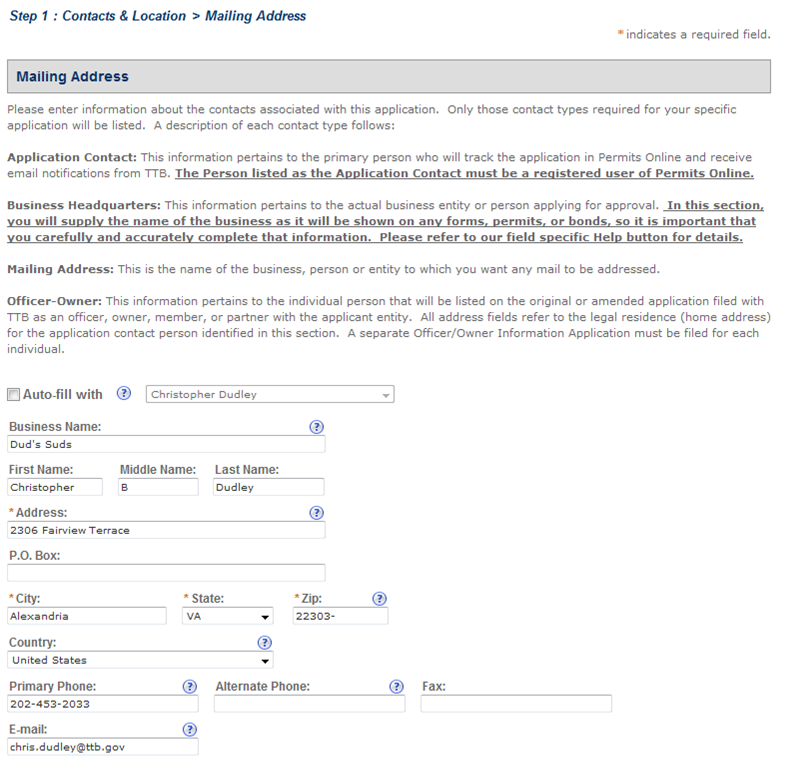 Step 1 : Contacts & Location > Mailing Address
* indicates a required field.
Mailing Address
Please enter information about the contacts associated with this application. Only those contact types required for your specific
application will be listed. A description of each contact type follows:
Application Contact: This information pertains to the primary person who will track the application in Permits Online and receive
email notifications from TTB. The Person listed as the Application Contact must be a registered user of Permits Online.
Business Headquarters: This information pertains to the actual business entity or person applying for approval. In this section,
you will supply the name of the business as it will be shown on any forms, permits, or bonds, so it is important that
you carefully and accurately complete that information. Please refer to our field specific Help button for details.
Mailing Address: This is the name of the business, person or entity to which you want any mail to be addressed.
Officer-Owner: This information pertains to the individual person that will be listed on the original or amended application filed with
TTB as an officer, owner, member, or partner with the applicant entity. All address fields refer to the legal residence (home address)
for the application contact person identified in this section. A separate Officer/Owner Information Application must be filed for each
individual.
Auto-fill with ? Christopher Dudley
Business Name: ?
Dud's Suds
First Name: Middle Name: Last Name:
Christopher B Dudley
* Address: ?
2306 Fairview Terrace
P.O. Box:
* City: * State: * Zip: ?
Alexandria VA 22303-
Country: ?
United States
Primary Phone: ? Alternate Phone: ? Fax:
202-453-2033
E-mail: ?
chris.dudley@ttb.gov